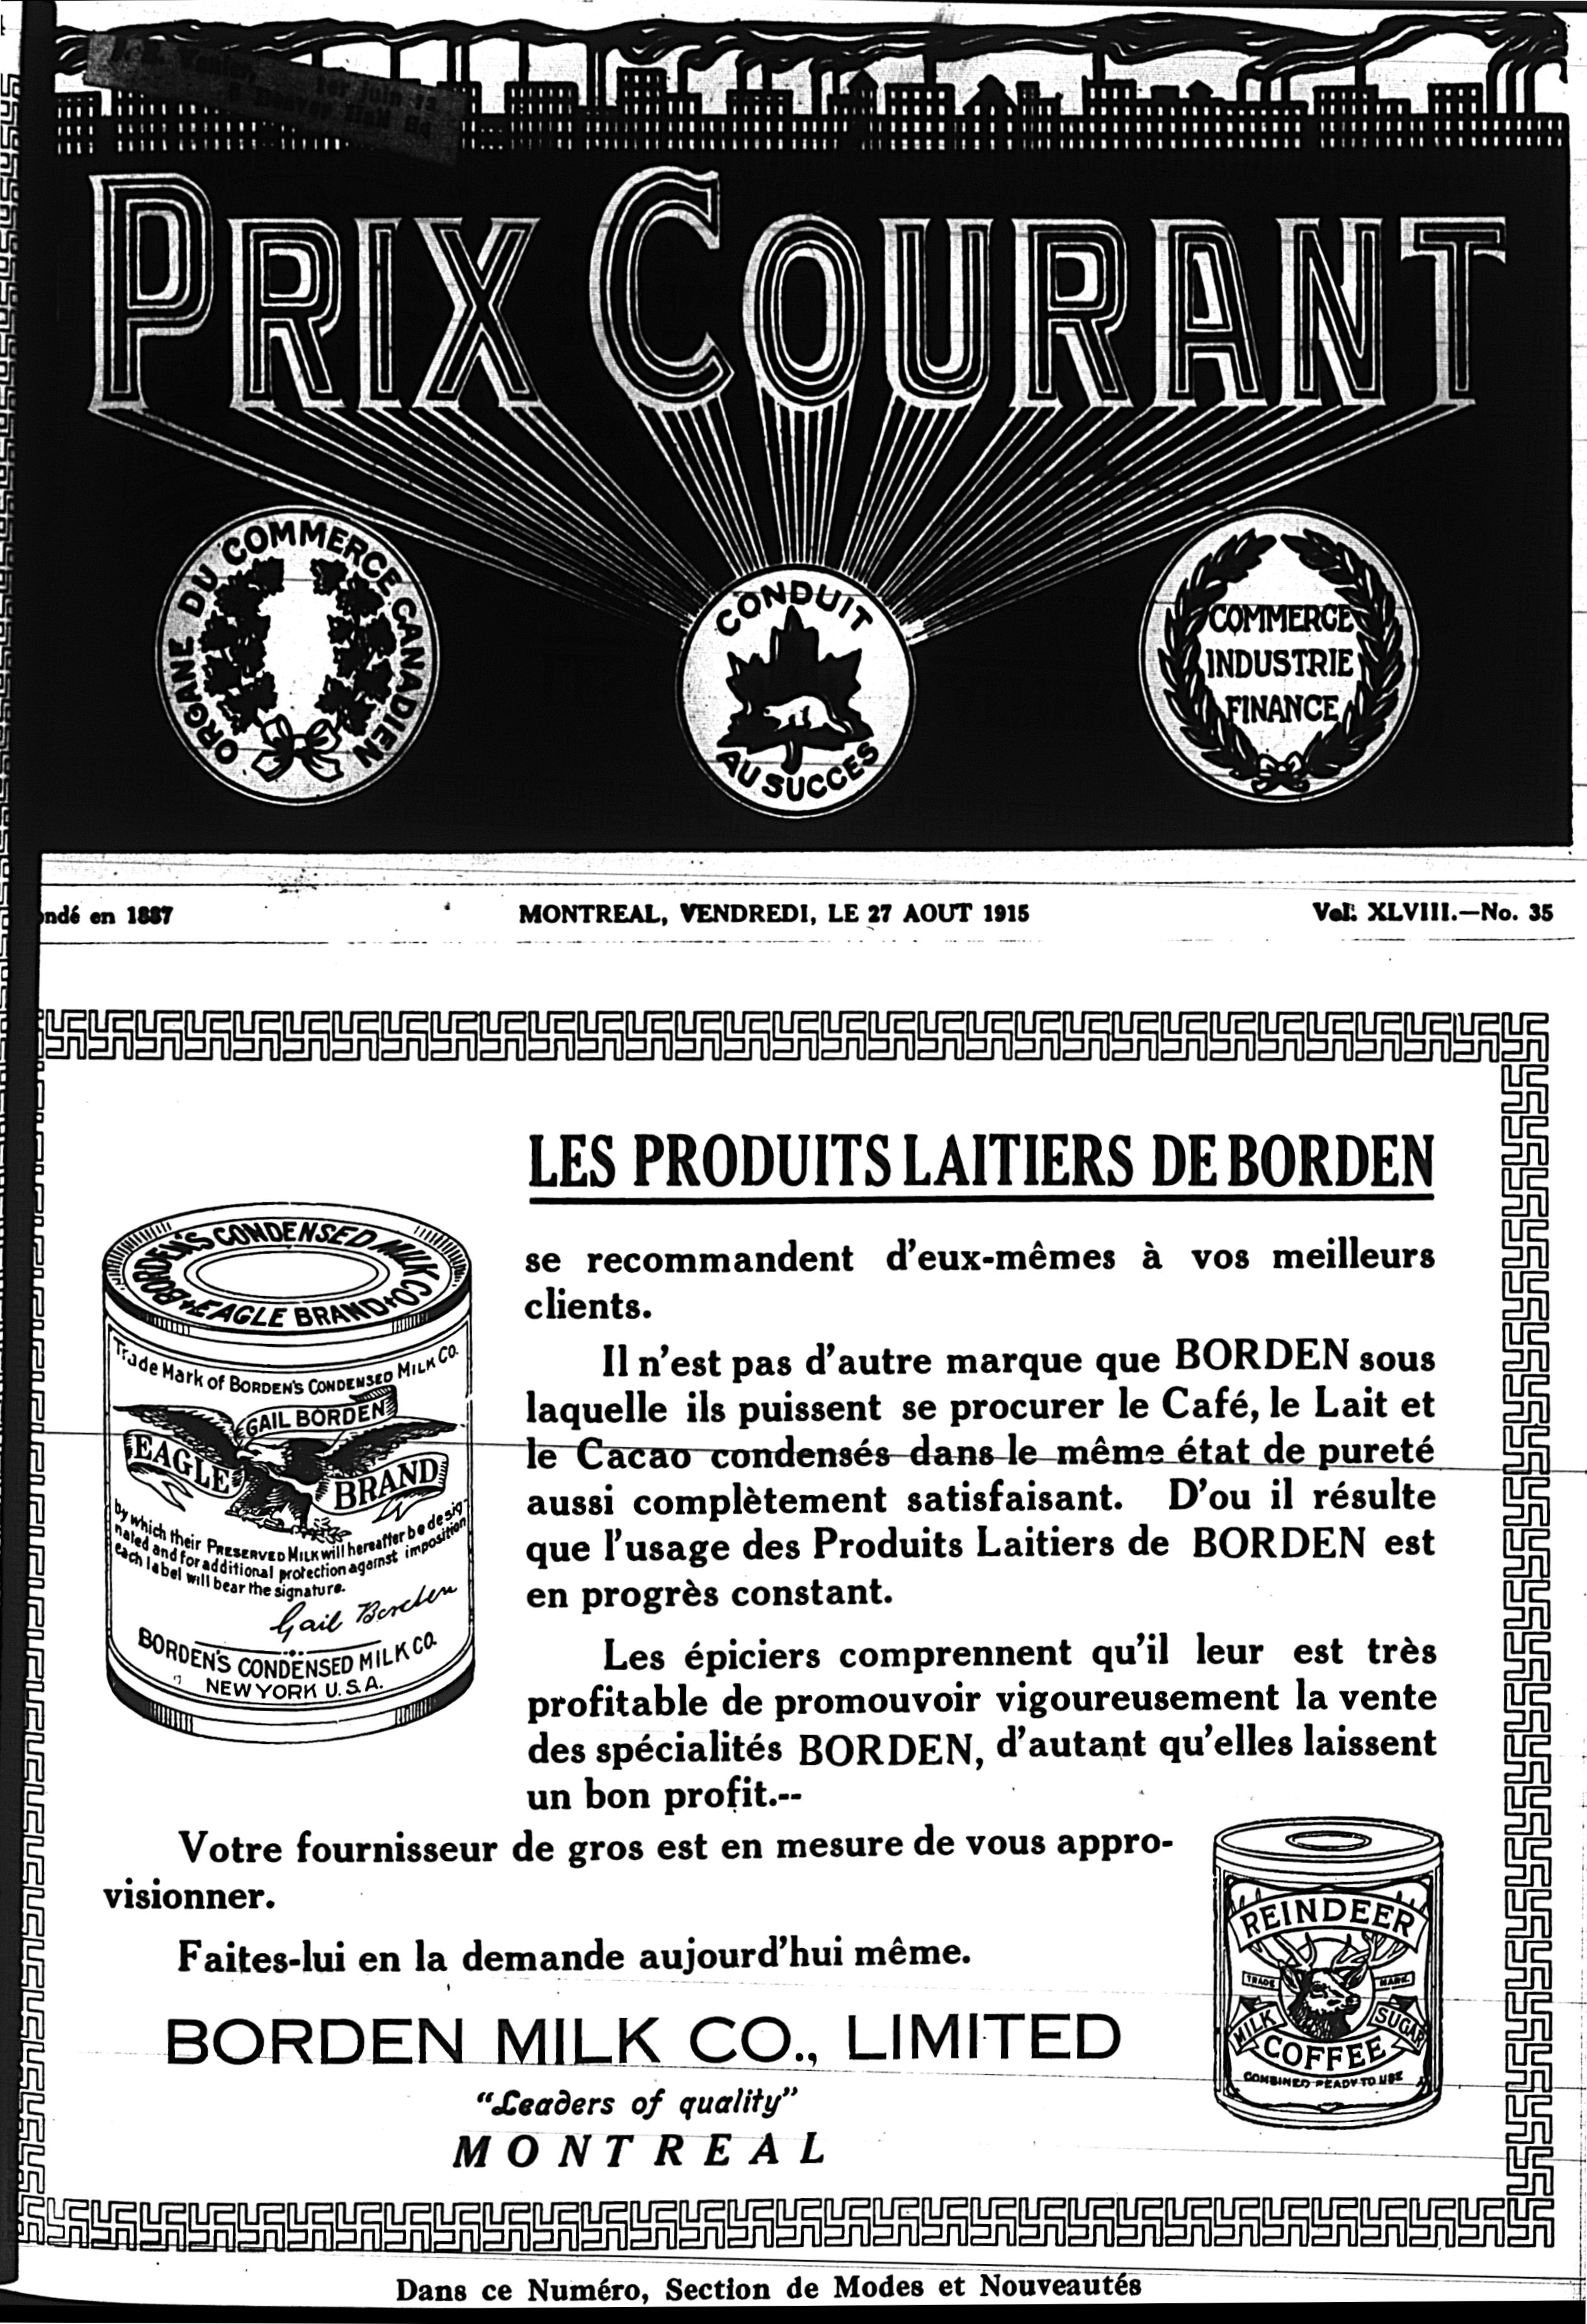 1er juin 12
PRIX COURANT
ORGANE DU COMMERCE CANADIEN
CONDUIT
AU SUCCES
COMMERCE
INDUSTRIE
FINANCE
ndé en 1887
MONTREAL, VENDREDI, LE 27 AOUT 1915
Vol. XLVIII.—No. 35
LES PRODUITS LAITIERS DE BORDEN
se recommandent d'eux-mêmes à vos meilleurs
clients.
Il n'est pas d'autre marque que BORDEN sous
laquelle ils puissent se procurer le Café, le Lait et
le Cacao condensés dans le même état de pureté
aussi complètement satisfaisant. D'ou il résulte
que l'usage des Produits Laitiers de BORDEN est
en progrès constant.
Les épiciers comprennent qu'il leur est très
profitable de promouvoir vigoureusement la vente
des spécialités BORDEN, d'autant qu'elles laissent
un bon profit.--
BORDEN'S CONDENSED MILK CO.
EAGLE BRAND
Trade Mark of BORDEN'S CONDENSED MILK CO.
GAIL BORDEN
EAGLE
BRAND
by which their PRESERVED MILK will hereafter be desig-
nated and for additional protection against imposition
each label will bear the signature.
Gail Borden
BORDEN'S CONDENSED MILK CO.
NEW YORK U.S.A.
Votre fournisseur de gros est en mesure de vous appro-
visionner.
Faites-lui en la demande aujourd'hui même.
BORDEN MILK CO., LIMITED
"Leaders of quality"
MONTREAL
REINDEER
TRADE MARK
MILK SUGAR
COFFEE
COMBINED READY TO USE
Dans ce Numéro, Section de Modes et Nouveautés